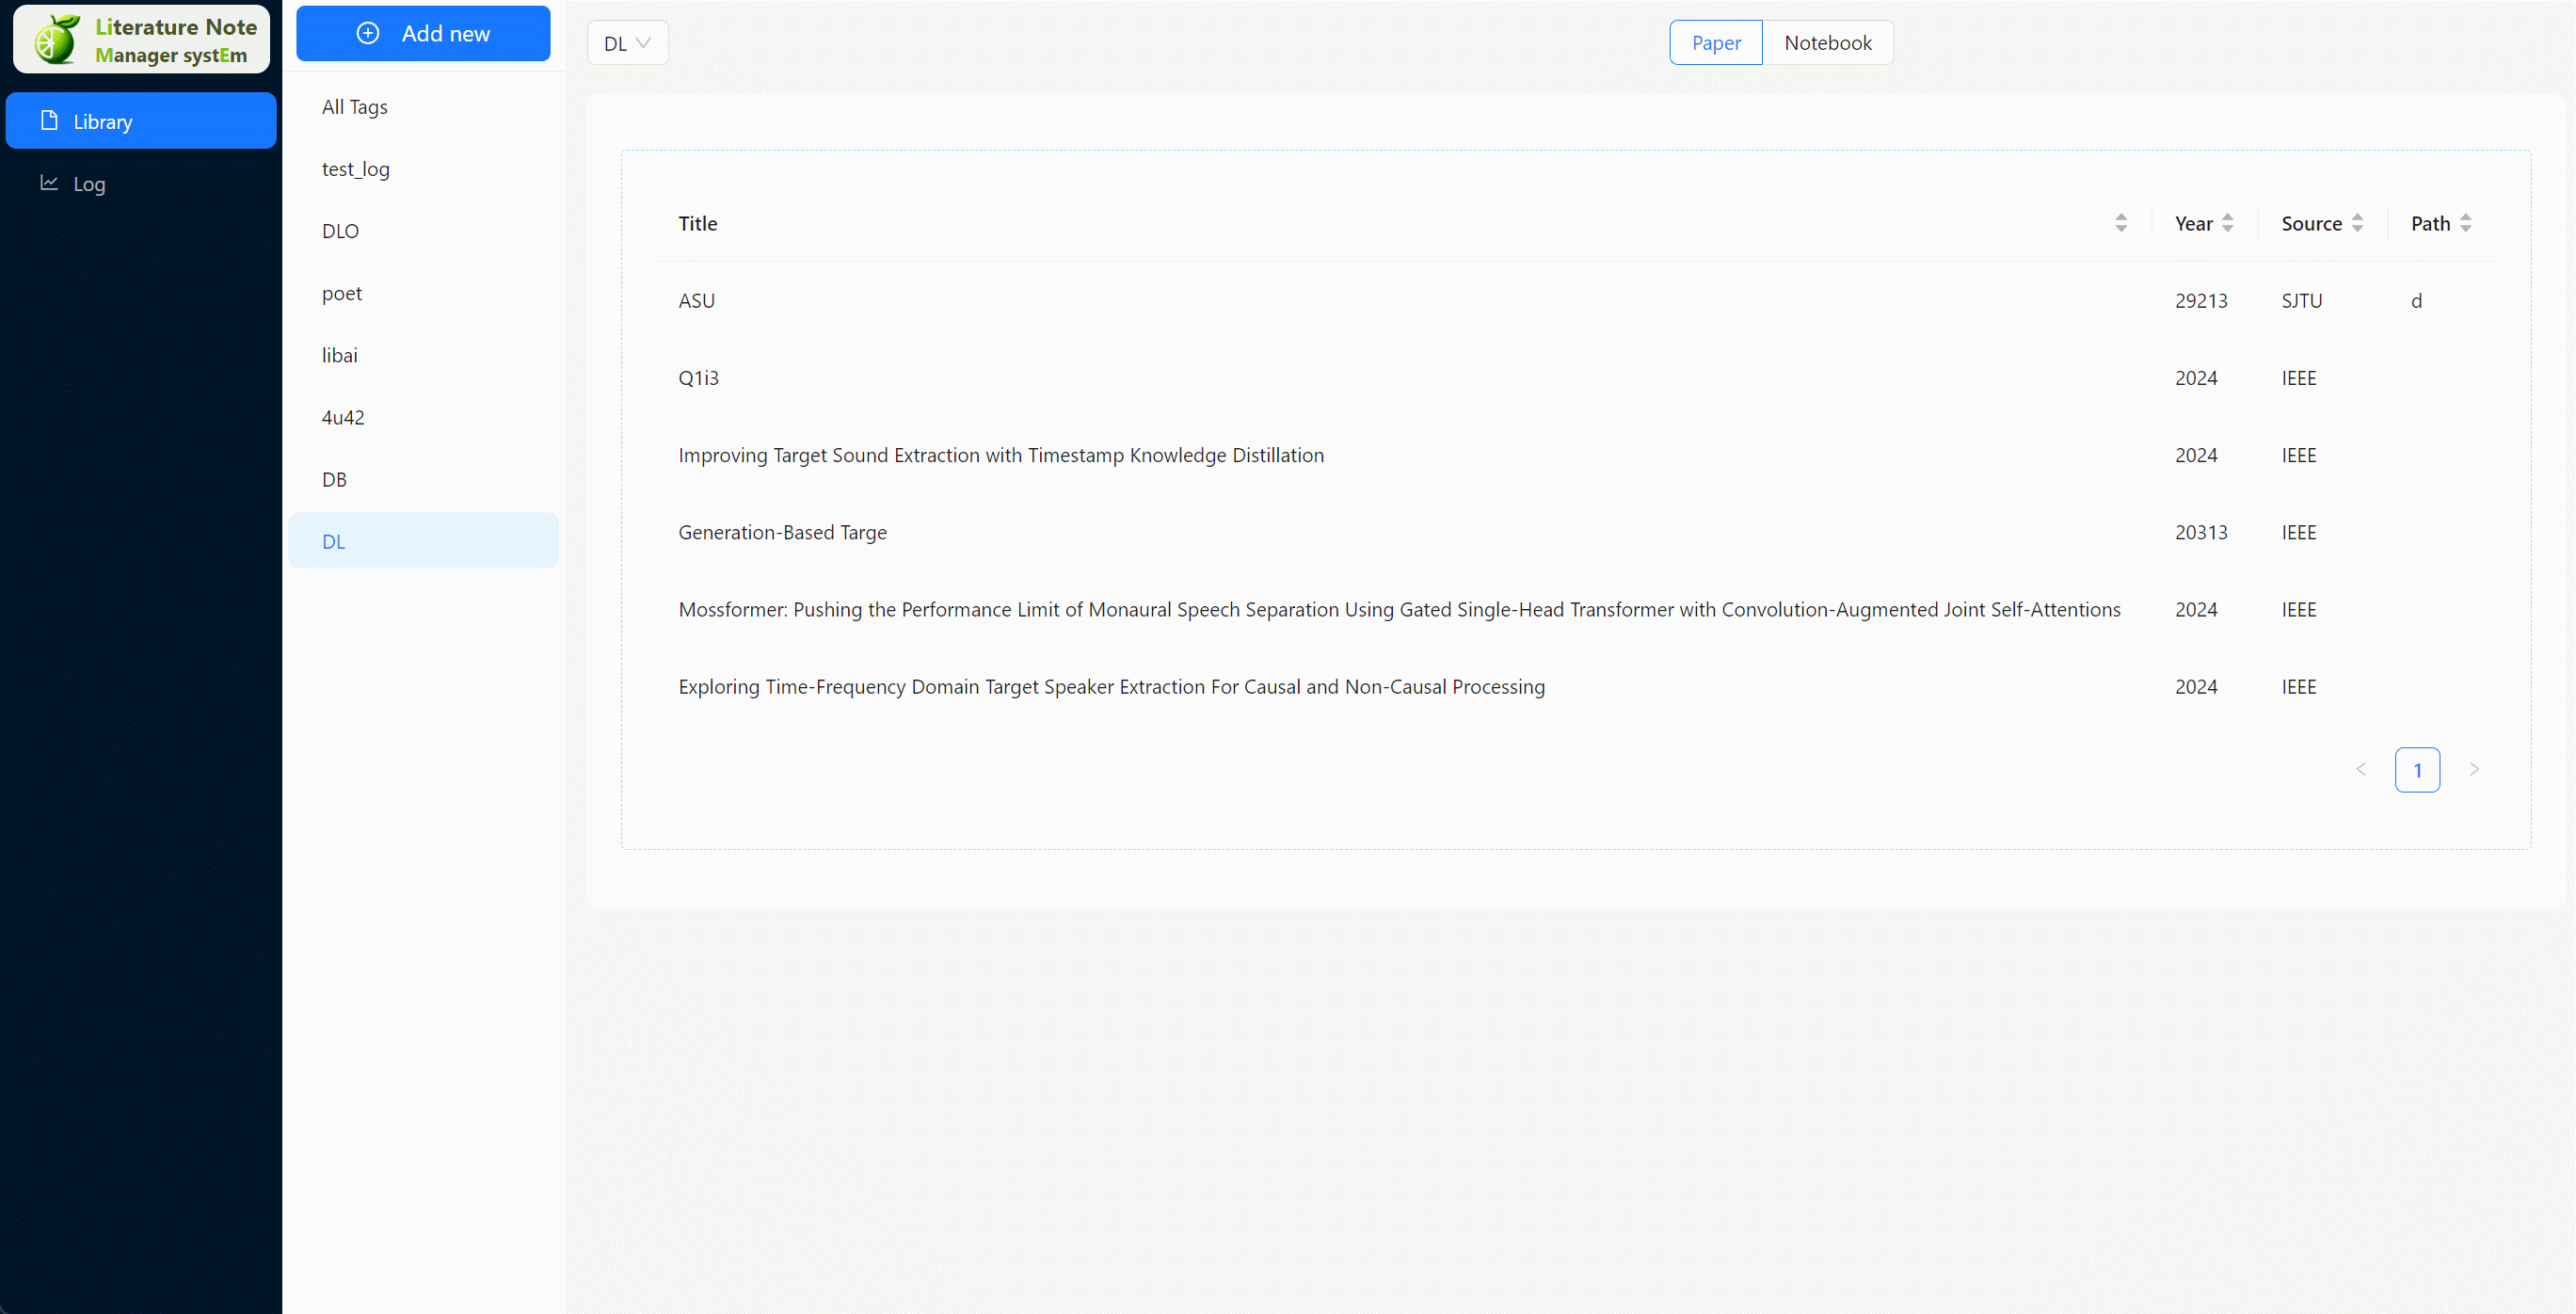 Literature Note
Manager systEm
Library
Log
Add new
All Tags
test_log
DLO
poet
libai
4u42
DB
DL
DL
Paper Notebook
Title Year Source Path
ASU 29213 SJTU d
Q1i3 2024 IEEE
Improving Target Sound Extraction with Timestamp Knowledge Distillation 2024 IEEE
Generation-Based Targe 20313 IEEE
Mossformer: Pushing the Performance Limit of Monaural Speech Separation Using Gated Single-Head Transformer with Convolution-Augmented Joint Self-Attentions 2024 IEEE
Exploring Time-Frequency Domain Target Speaker Extraction For Causal and Non-Causal Processing 2024 IEEE
1